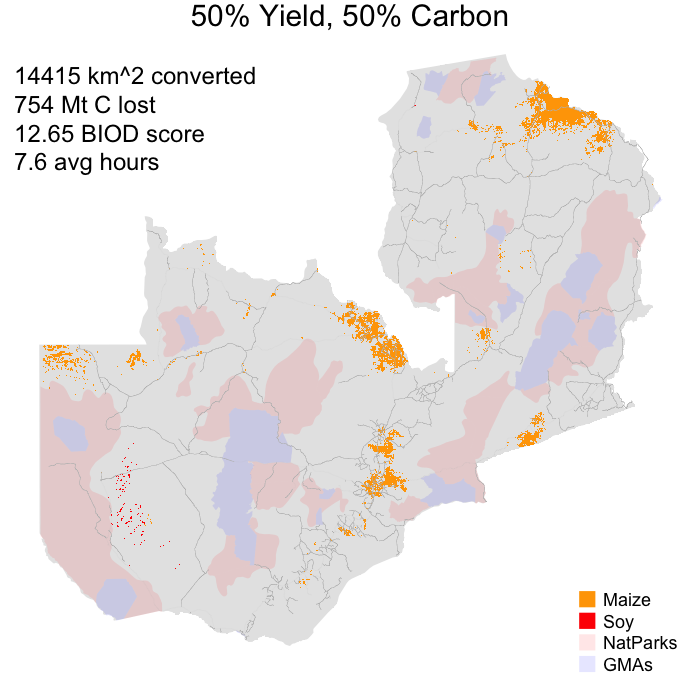 50% Yield, 50% Carbon
14415 km^2 converted
754 Mt C lost
12.65 BIOD score
7.6 avg hours
Maize
Soy
NatParks
GMAs